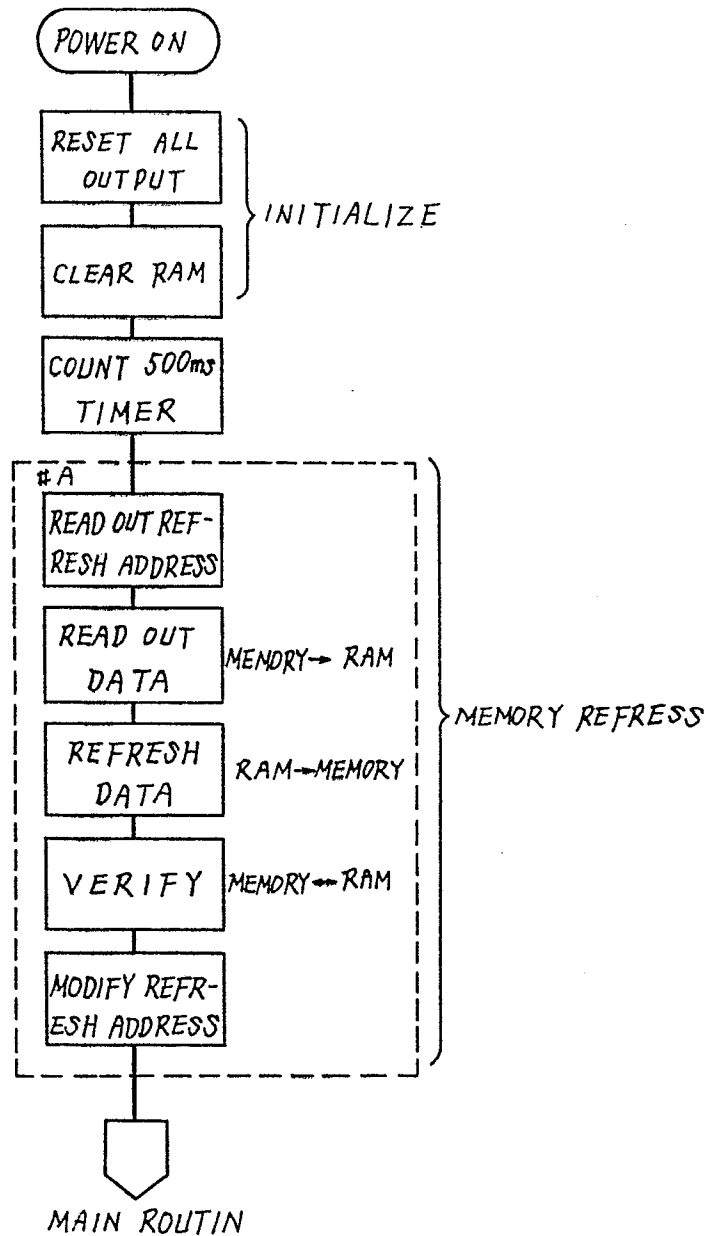 POWER ON
RESET ALL
OUTPUT
INITIALIZE
CLEAR RAM
COUNT 500ms
TIMER
#A
READ OUT REF-
RESH ADDRESS
READ OUT
DATA
MEMORY→ RAM
REFRESH
DATA
RAM→MEMORY
MEMORY REFRESS
VERIFY
MEMORY↔RAM
MODIFY REFR-
ESH ADDRESS
MAIN ROUTIN